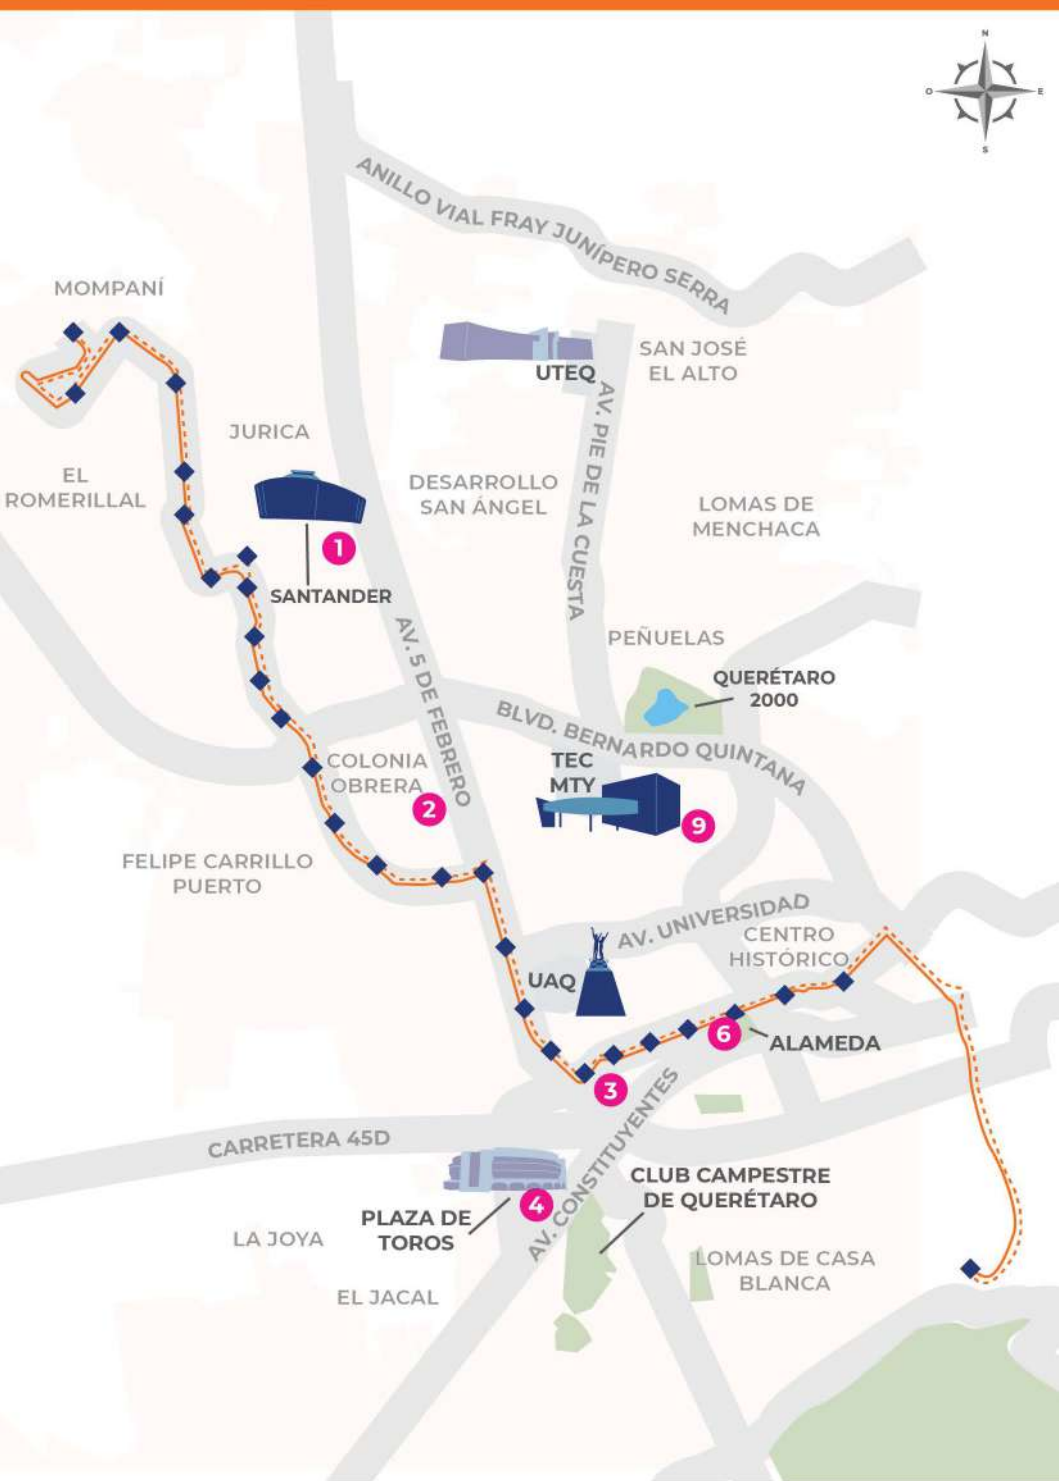 N
O
E
S
ANILLO VIAL FRAY JUNÍPERO SERRA
MOMPANÍ
UTEQ
SAN JOSÉ
EL ALTO
AV. PIE DE LA CUESTA
JURICA
EL
ROMERILLAL
DESARROLLO
SAN ÁNGEL
LOMAS DE
MENCHACA
1
SANTANDER
AV. 5 DE FEBRERO
PEÑUELAS
QUERÉTARO
2000
BLVD. BERNARDO QUINTANA
COLONIA
OBRERA
2
TEC
MTY
9
FELIPE CARRILLO
PUERTO
AV. UNIVERSIDAD
CENTRO
HISTÓRICO
UAQ
6
ALAMEDA
3
CARRETERA 45D
AV. CONSTITUYENTES
4
PLAZA DE
TOROS
CLUB CAMPESTRE
DE QUERÉTARO
LA JOYA
EL JACAL
LOMAS DE CASA
BLANCA